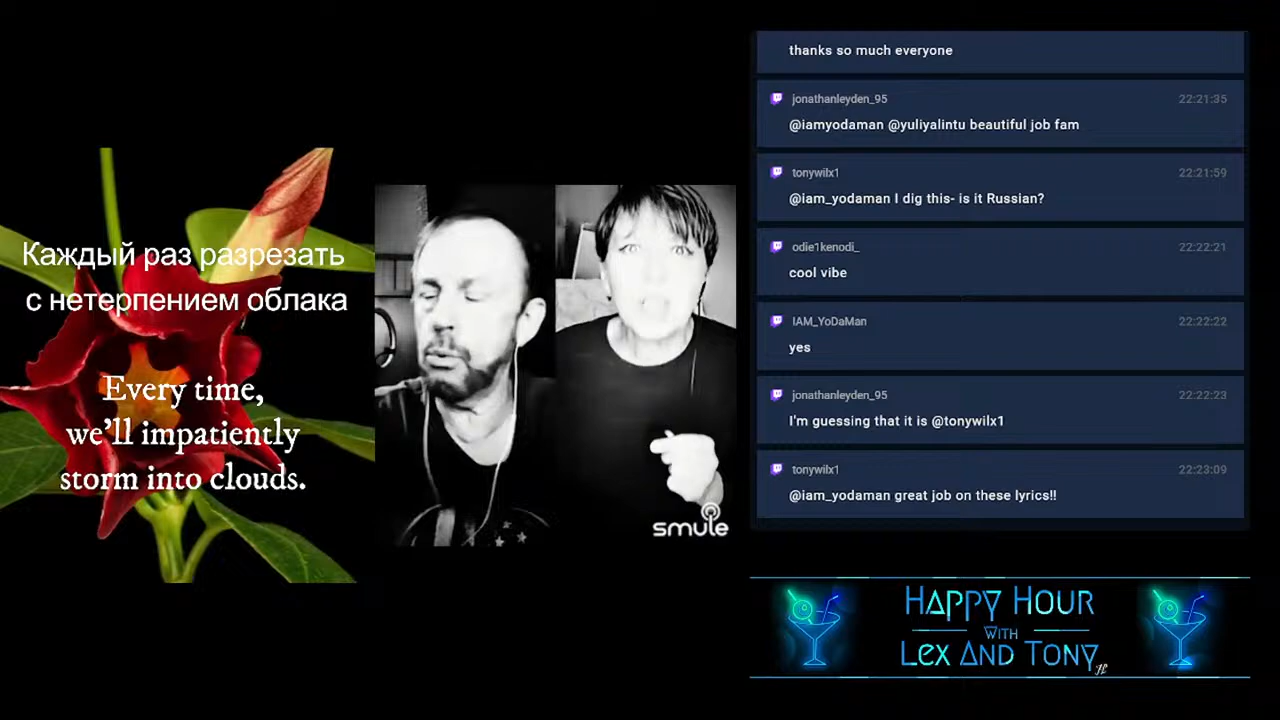 Каждый раз разрезать
с нетерпением облака
Every time,
we'll impatiently
storm into clouds.
smule
thanks so much everyone
jonathanleyden_95 22:21:35
@iamyodaman @yuliyalintu beautiful job fam
tonywilx1 22:21:59
@iam_yodaman I dig this- is it Russian?
odie1kenodi_ 22:22:21
cool vibe
IAM_YoDaMan 22:22:22
yes
jonathanleyden_95 22:22:23
I'm guessing that it is @tonywilx1
tonywilx1 22:23:09
@iam_yodaman great job on these lyrics!!
HAPPY HOUR
WITH
LEX AND TONY